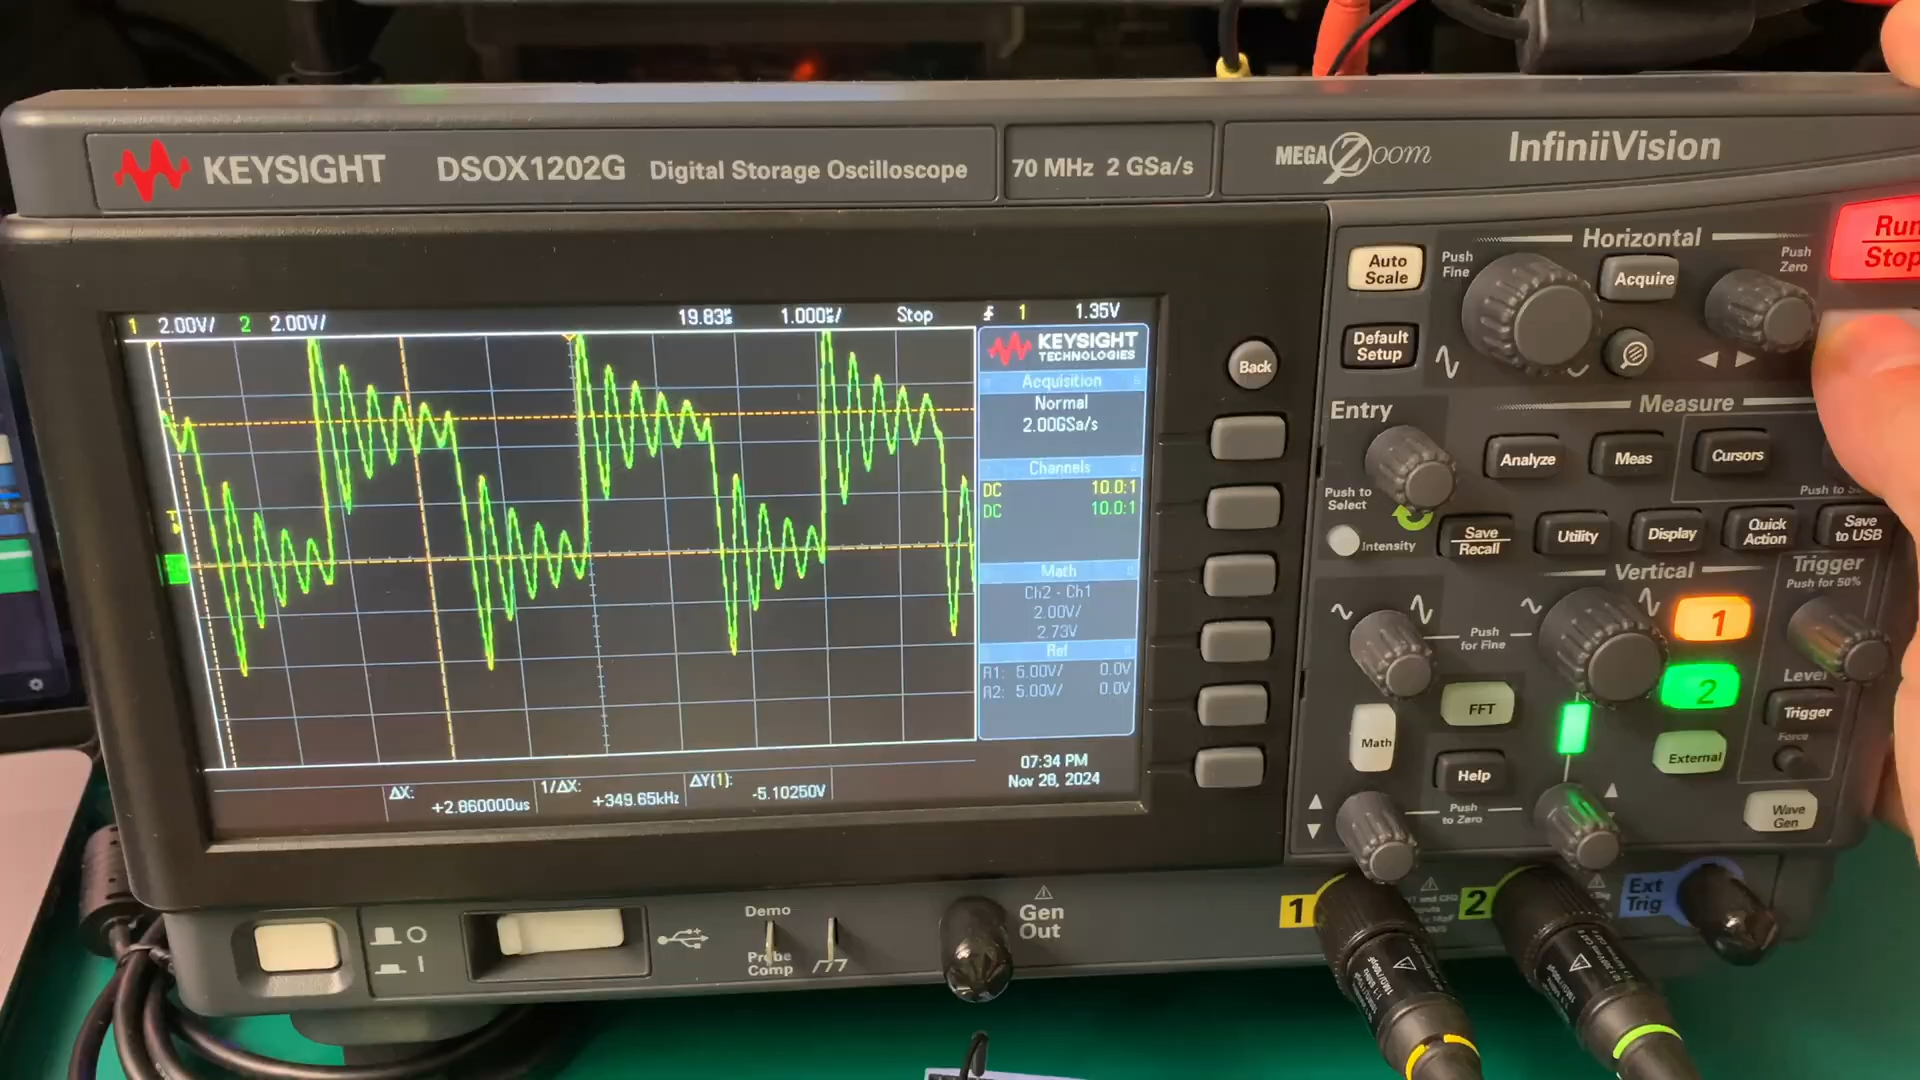 KEYSIGHT DSOX1202G Digital Storage Oscilloscope 70 MHz 2 GSa/s MEGA Zoom InfiniiVision
Run
Stop
Horizontal
Push Fine
Push Zero
Auto Scale
Acquire
Default Setup
1 2.00V/ 2 2.00V/ 19.83 1.000 / Stop 1 1.35V
KEYSIGHT
TECHNOLOGIES
Acquisition
Normal
2.00GSa/s
Channels
DC 10.0:1
DC 10.0:1
Math
Ch2 - Ch1
2.00V/
2.73V
Ref
R1: 5.00V/ 0.0V
R2: 5.00V/ 0.0V
07:34 PM
Nov 28, 2024
ΔX: +2.860000us
1/ΔX: +349.65kHz
ΔY(1): -5.10250V
Back
Entry
Push to Select
Intensity
Measure
Analyze
Meas
Cursors
Push to
Save
Recall
Utility
Display
Quick Action
Save to USB
Vertical
Trigger
Push for 50%
Push for Fine
1
2
Level
Trigger
Force
FFT
Math
Help
External
Push to Zero
Wave Gen
Demo
Probe Comp
Gen Out
1
2
Ext Trig